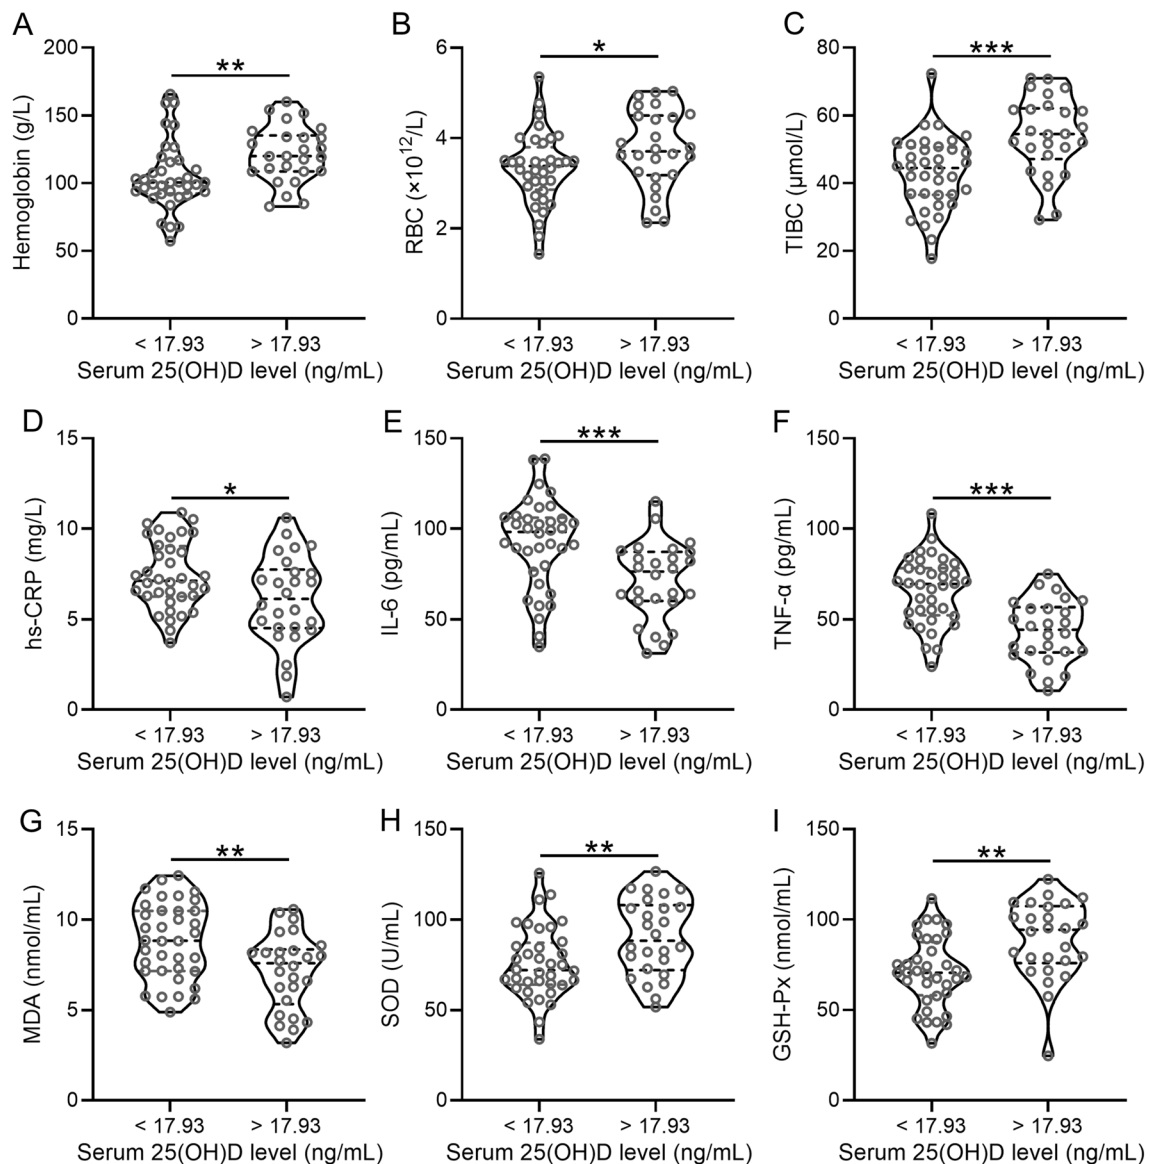 A
Hemoglobin (g/L)
200
150
100
50
0
**
< 17.93 > 17.93
Serum 25(OH)D level (ng/mL)
B
RBC (×10¹²/L)
6
4
2
0
*
< 17.93 > 17.93
Serum 25(OH)D level (ng/mL)
C
TIBC (μmol/L)
80
60
40
20
0
***
< 17.93 > 17.93
Serum 25(OH)D level (ng/mL)
D
hs-CRP (mg/L)
15
10
5
0
*
< 17.93 > 17.93
Serum 25(OH)D level (ng/mL)
E
IL-6 (pg/mL)
150
100
50
0
***
< 17.93 > 17.93
Serum 25(OH)D level (ng/mL)
F
TNF-α (pg/mL)
150
100
50
0
***
< 17.93 > 17.93
Serum 25(OH)D level (ng/mL)
G
MDA (nmol/mL)
15
10
5
0
**
< 17.93 > 17.93
Serum 25(OH)D level (ng/mL)
H
SOD (U/mL)
150
100
50
0
**
< 17.93 > 17.93
Serum 25(OH)D level (ng/mL)
I
GSH-Px (nmol/mL)
150
100
50
0
**
< 17.93 > 17.93
Serum 25(OH)D level (ng/mL)